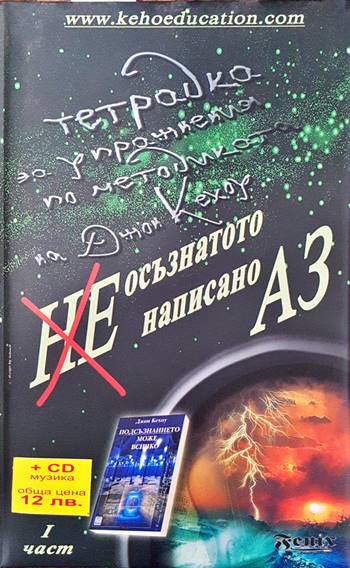 www.kehoeducation.com
тетрадка
за упражнения
по методиката
на Джон Кехоу
НЕ осъзнатото
написано АЗ
Джон Кехоу
ПОДСЪЗНАНИЕТО
МОЖЕ
ВСИЧКО
+ CD
музика
обща цена
12 лв.
I
част
Fenix